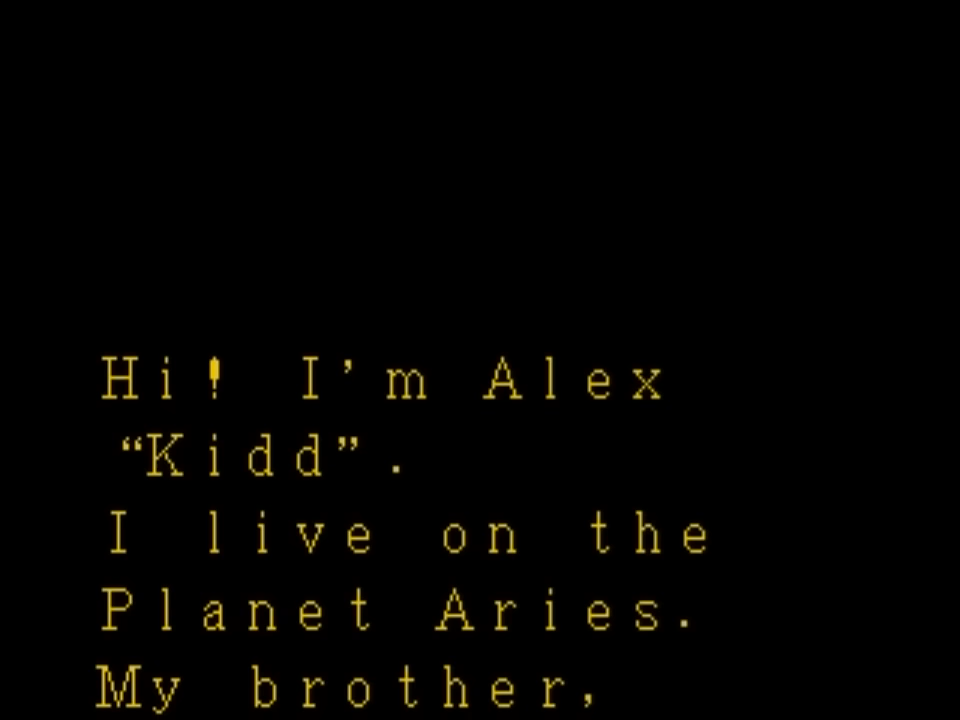 Hi! I'm Alex
“Kidd”.
I live on the
Planet Aries.
My brother,